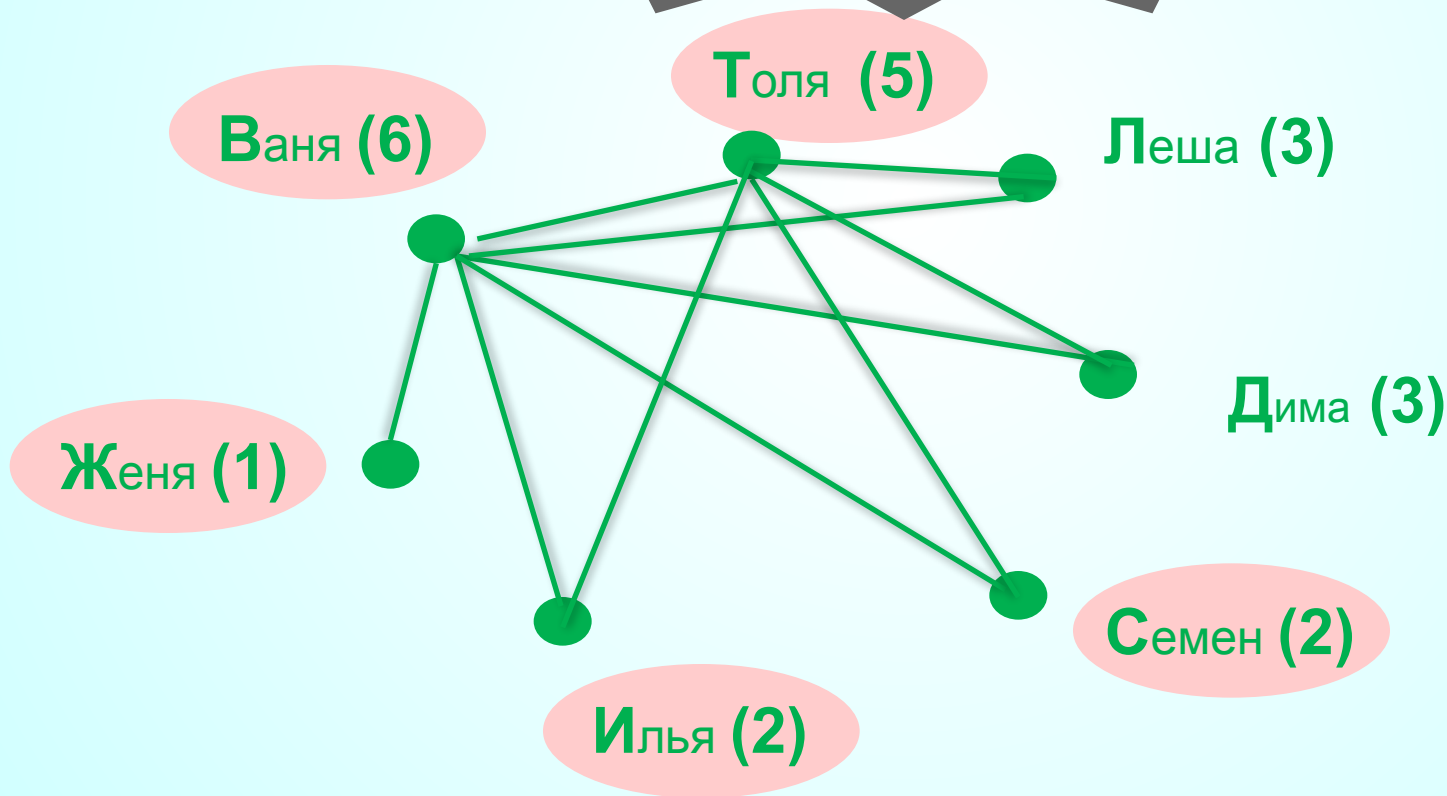 Толя (5)
Ваня (6)
Леша (3)
Дима (3)
Женя (1)
Семен (2)
Илья (2)